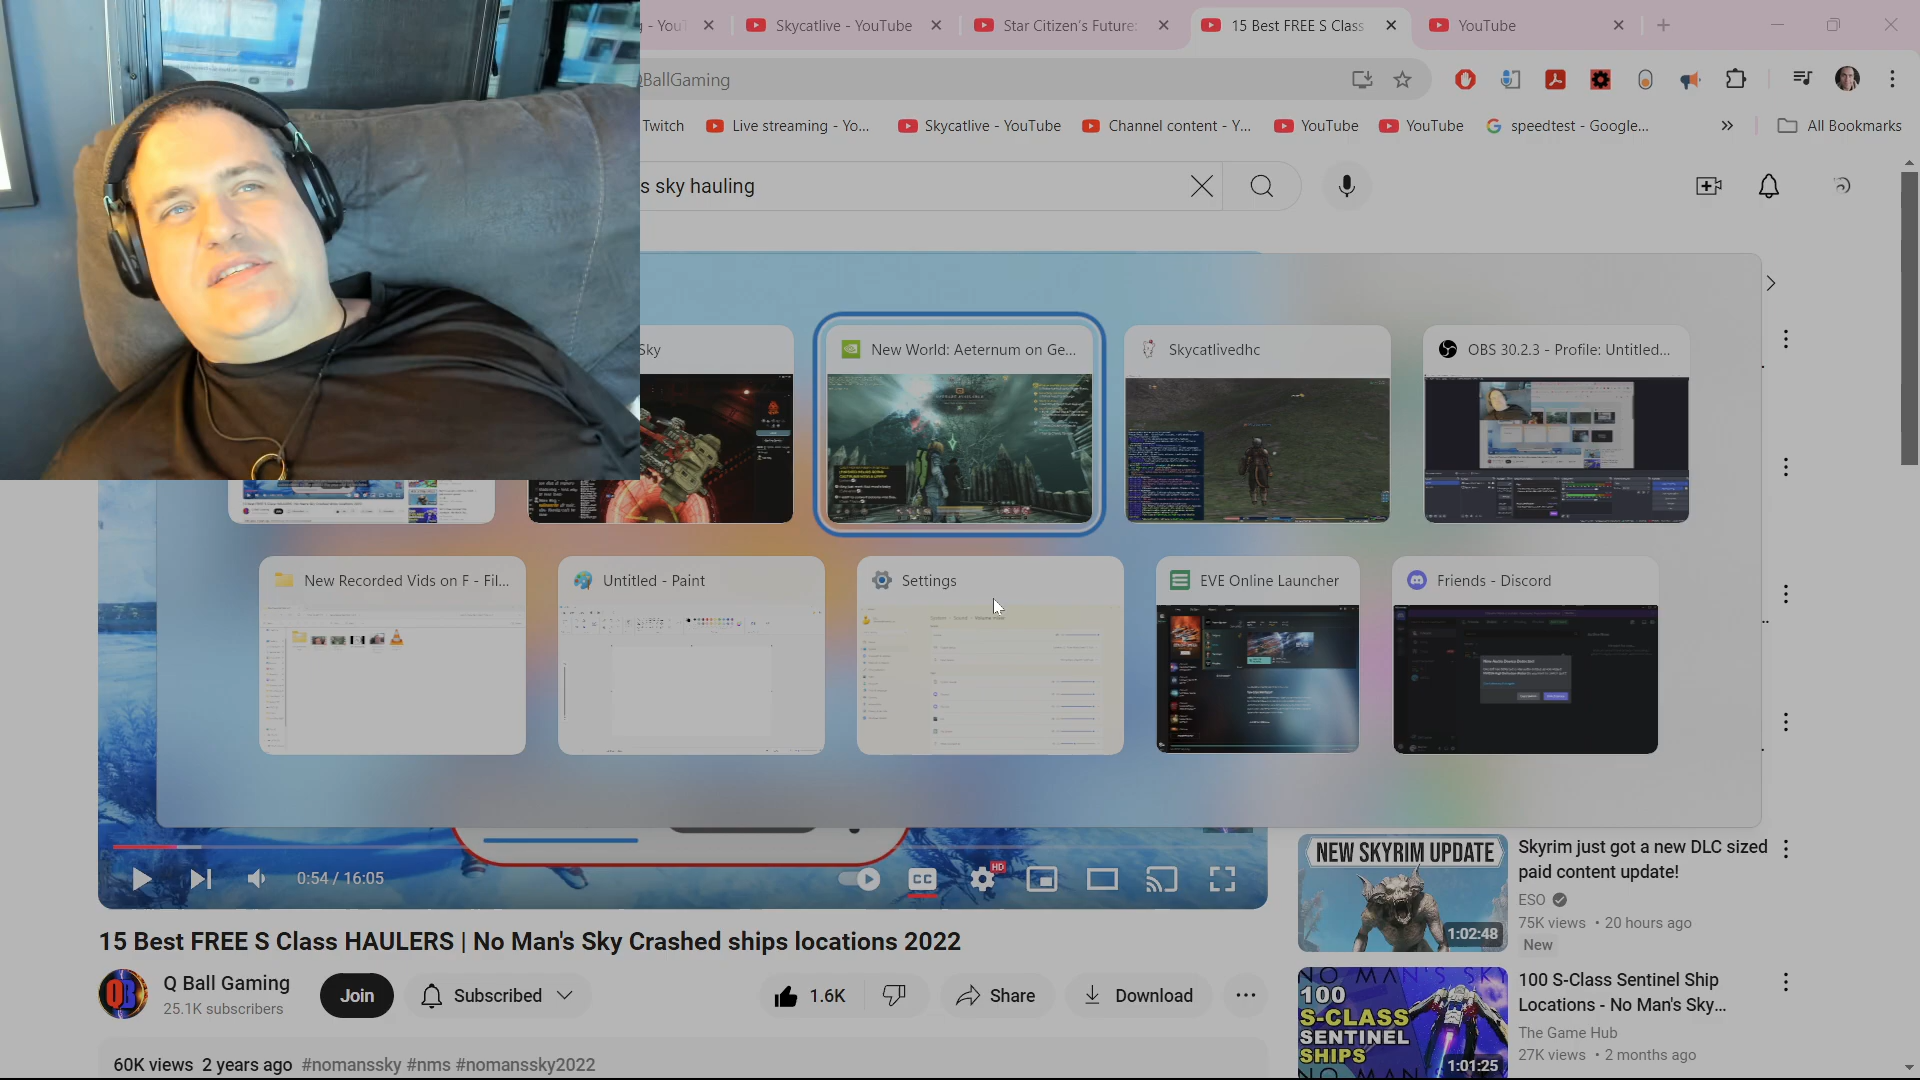 Skycatlive - YouTube
Star Citizen's Future:
15 Best FREE S Class
YouTube
BallGaming
Twitch
Live streaming - Yo...
Skycatlive - YouTube
Channel content - Y...
YouTube
YouTube
speedtest - Google...
All Bookmarks
s sky hauling
Sky
New World: Aeternum on Ge...
Skycatlivedhc
OBS 30.2.3 - Profile: Untitled...
New Recorded Vids on F - Fil...
Untitled - Paint
Settings
EVE Online Launcher
Friends - Discord
0:54 / 16:05
CC
HD
15 Best FREE S Class HAULERS | No Man's Sky Crashed ships locations 2022
Q Ball Gaming
25.1K subscribers
Join
Subscribed
1.6K
Share
Download
60K views 2 years ago #nomanssky #nms #nomanssky2022
NEW SKYRIM UPDATE
1:02:48
Skyrim just got a new DLC sized
paid content update!
ESO
75K views • 20 hours ago
New
NO MAN'S SKY
100
S-CLASS
SENTINEL
SHIPS
1:01:25
100 S-Class Sentinel Ship
Locations - No Man's Sky...
The Game Hub
27K views • 2 months ago